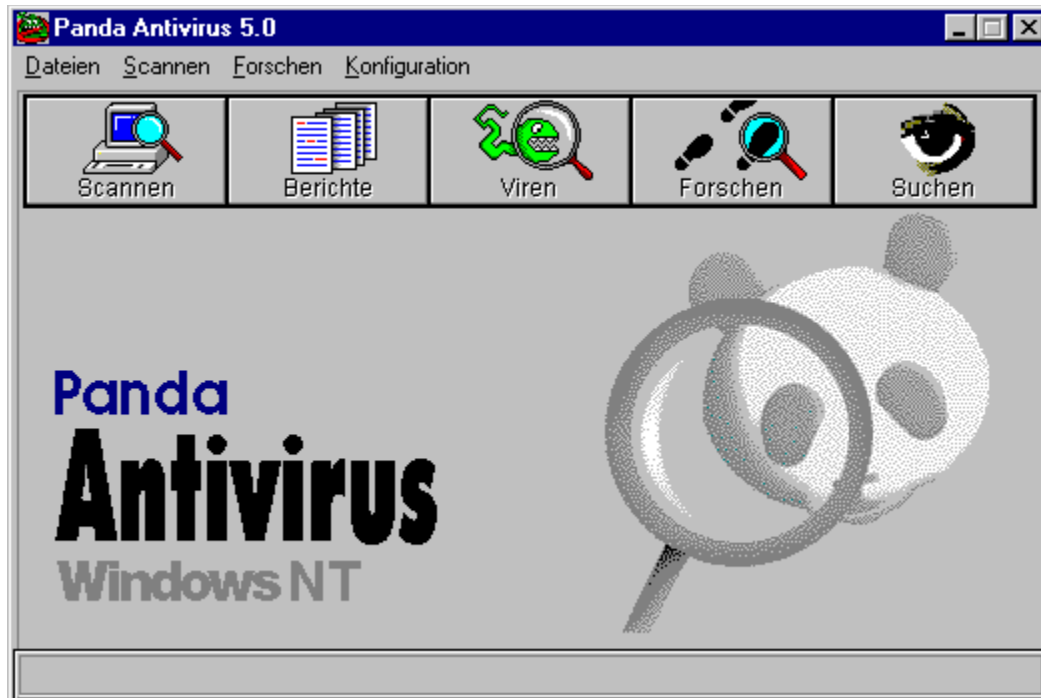 Panda Antivirus 5.0
Dateien Scannen Forschen Konfiguration
Scannen Berichte Viren Forschen Suchen
Panda
Antivirus
Windows NT